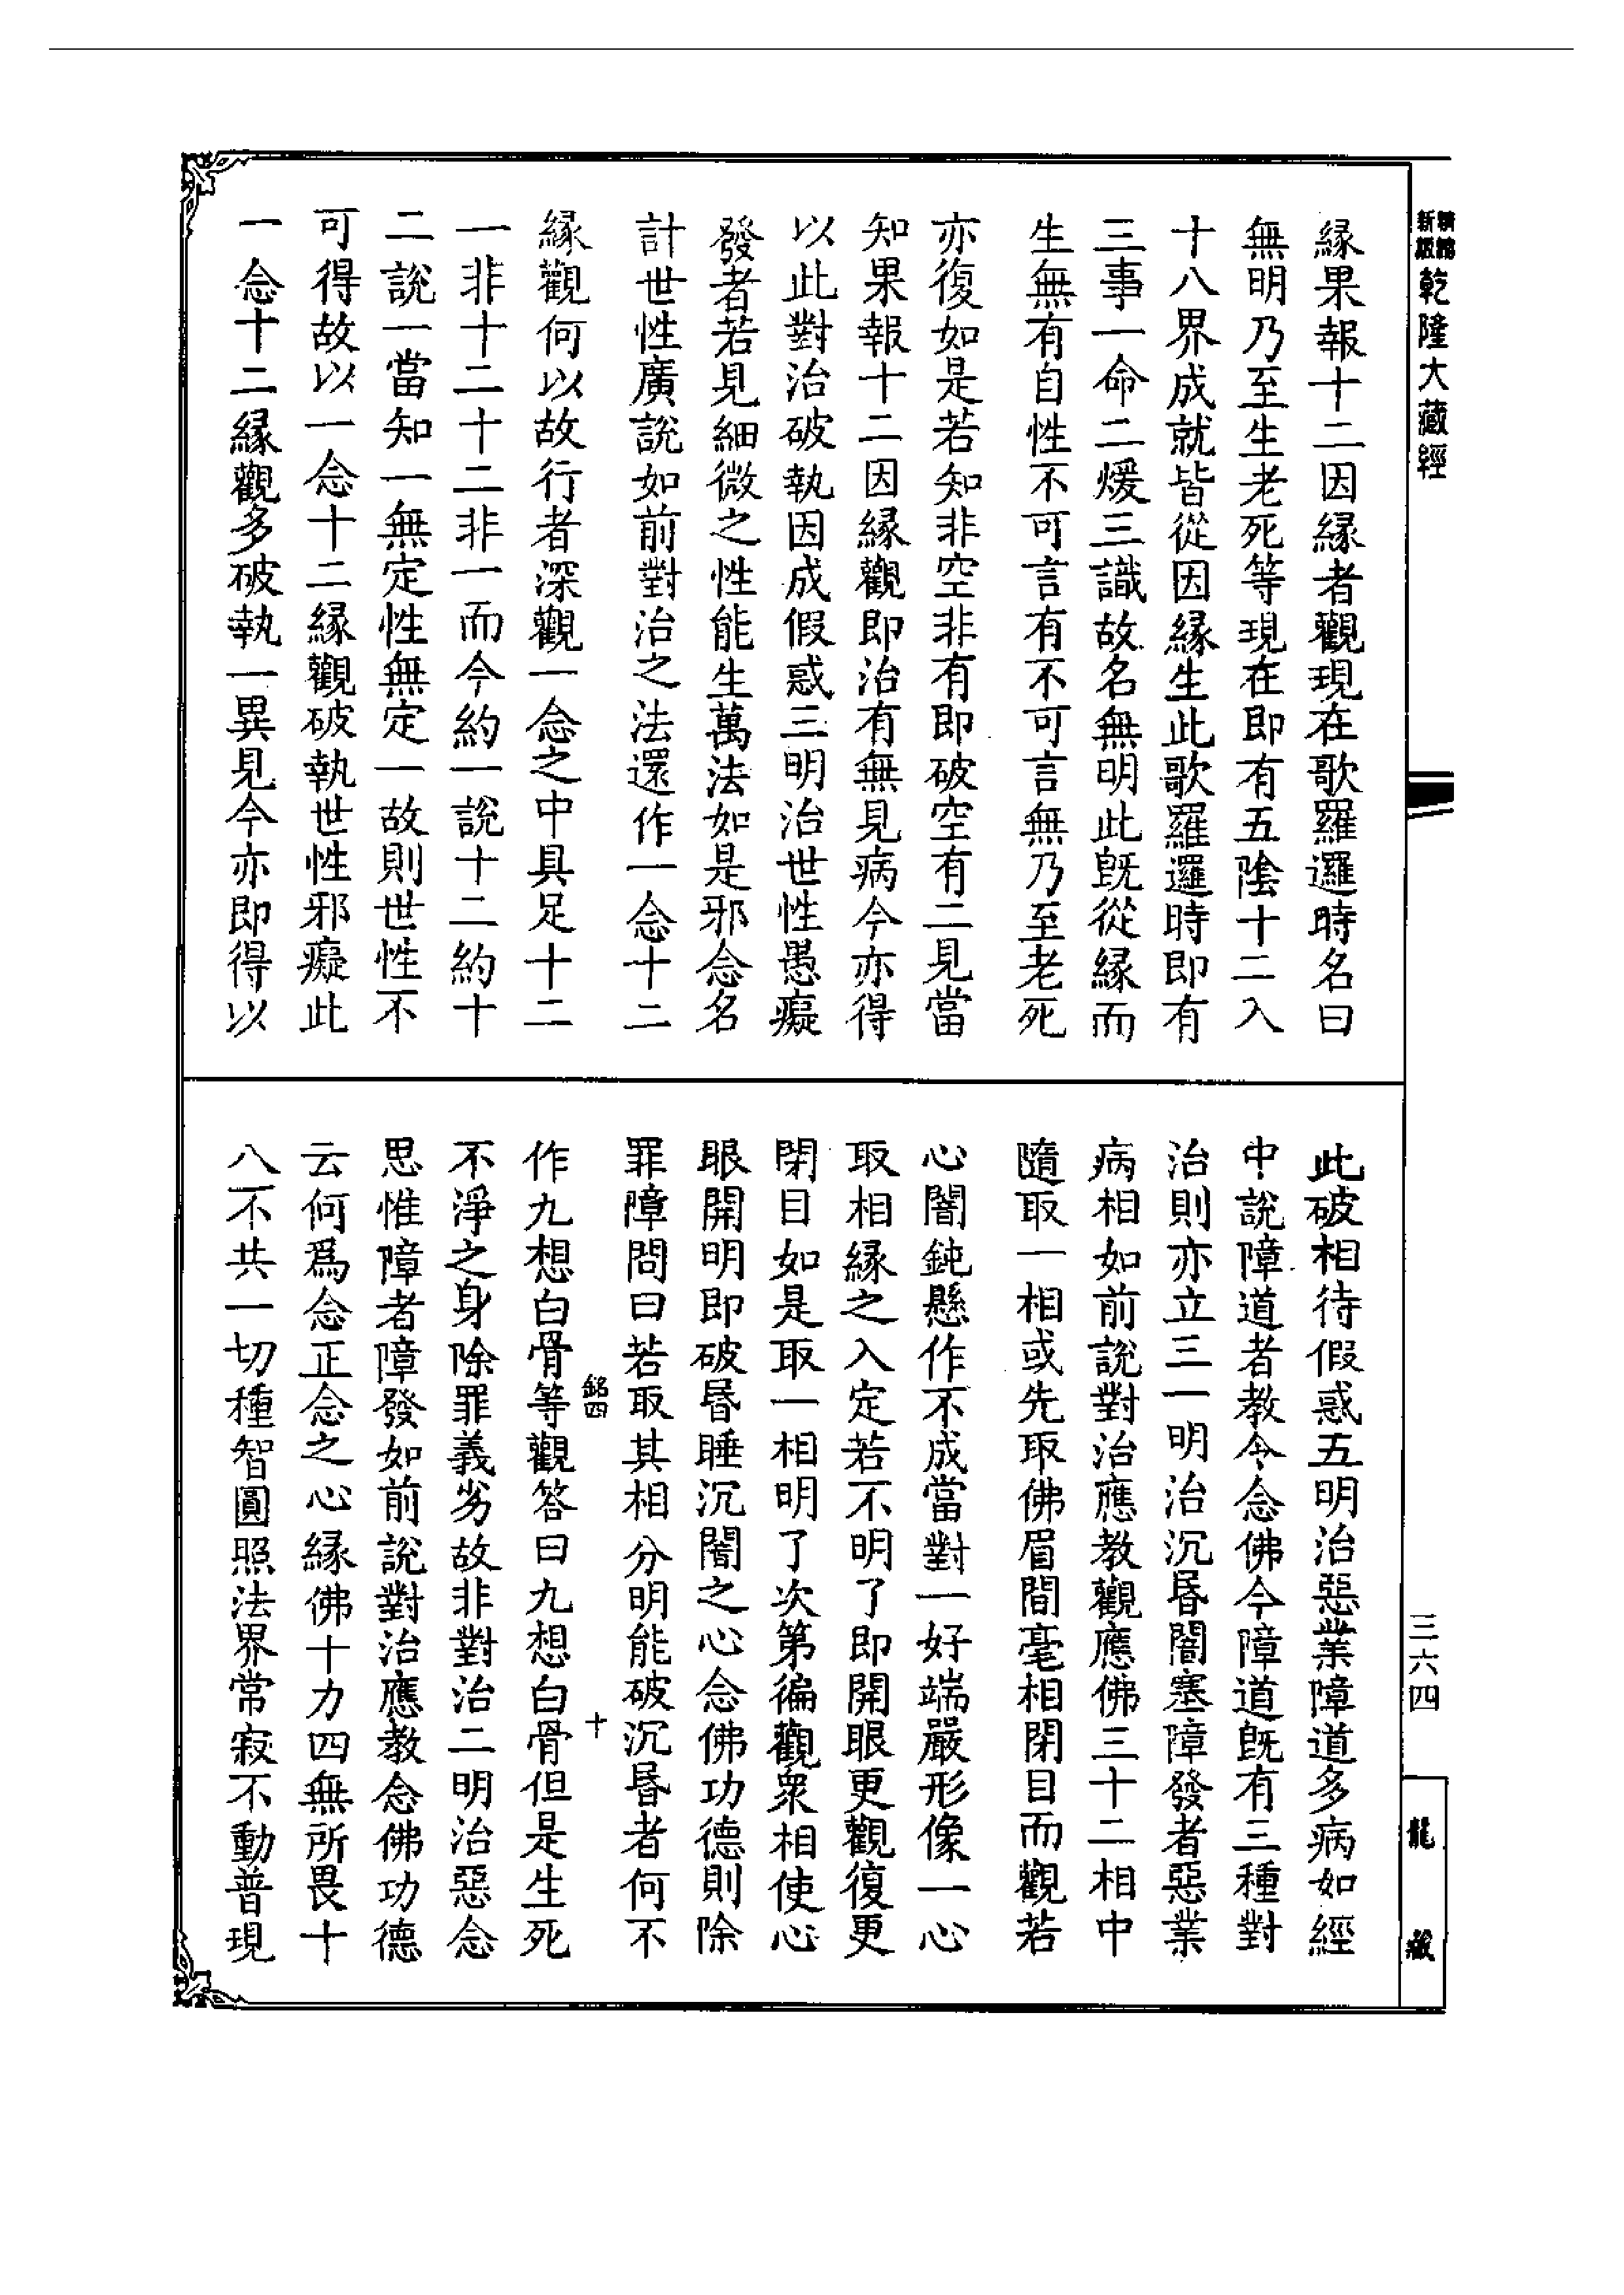 乾隆大藏經
緣果報十二因緣者觀現在歌羅邏時名曰
無明乃至生老死等現在即有五陰十二入
十八界成就皆從因緣生此歌羅邏時即有
三事一命二煖三識故名無明此旣從緣而
生無有自性不可言有不可言無乃至老死
亦復如是若知非空非有即破空有二見當
知果報十二因緣觀即治有無見病今亦得
以此對治破執因成假惑三明治世性愚癡
發者若見細微之性能生萬法如是邪念名
計世性廣說如前對治之法還作一念十二
緣觀何以故行者深觀一念之中具足十二
一非十二十二非一而今約一說十二約十
二說一當知一無定性無定一故則世性不
可得故以一念十二緣觀破執世性邪癡此
一念十二緣觀多破執一異見今亦即得以
此破相待假惑五明治惡業障道多病如經
中說障道者教令念佛今障道旣有三種對
治則亦立三一明治沉昬闇塞障發者惡業
病相如前說對治應教觀應佛三十二相中
隨取一相或先取佛眉間毫相閉目而觀若
心闇鈍懸作不成當對一好端嚴形像一心
取相緣之入定若不明了即開眼更觀復更
閉目如是取一相明了次第徧觀衆相使心
眼開明即破昬睡沉闇之心念佛功德則除
罪障問曰若取其相分明能破沉昬者何不
銘四 十
作九想白骨等觀答曰九想白骨但是生死
不淨之身除罪義劣故非對治二明治惡念
思惟障者障發如前說對治應教念佛功德
云何爲念正念之心緣佛十力四無所畏十
八不共一切種智圓照法界常寂不動普現
三六四
龍藏